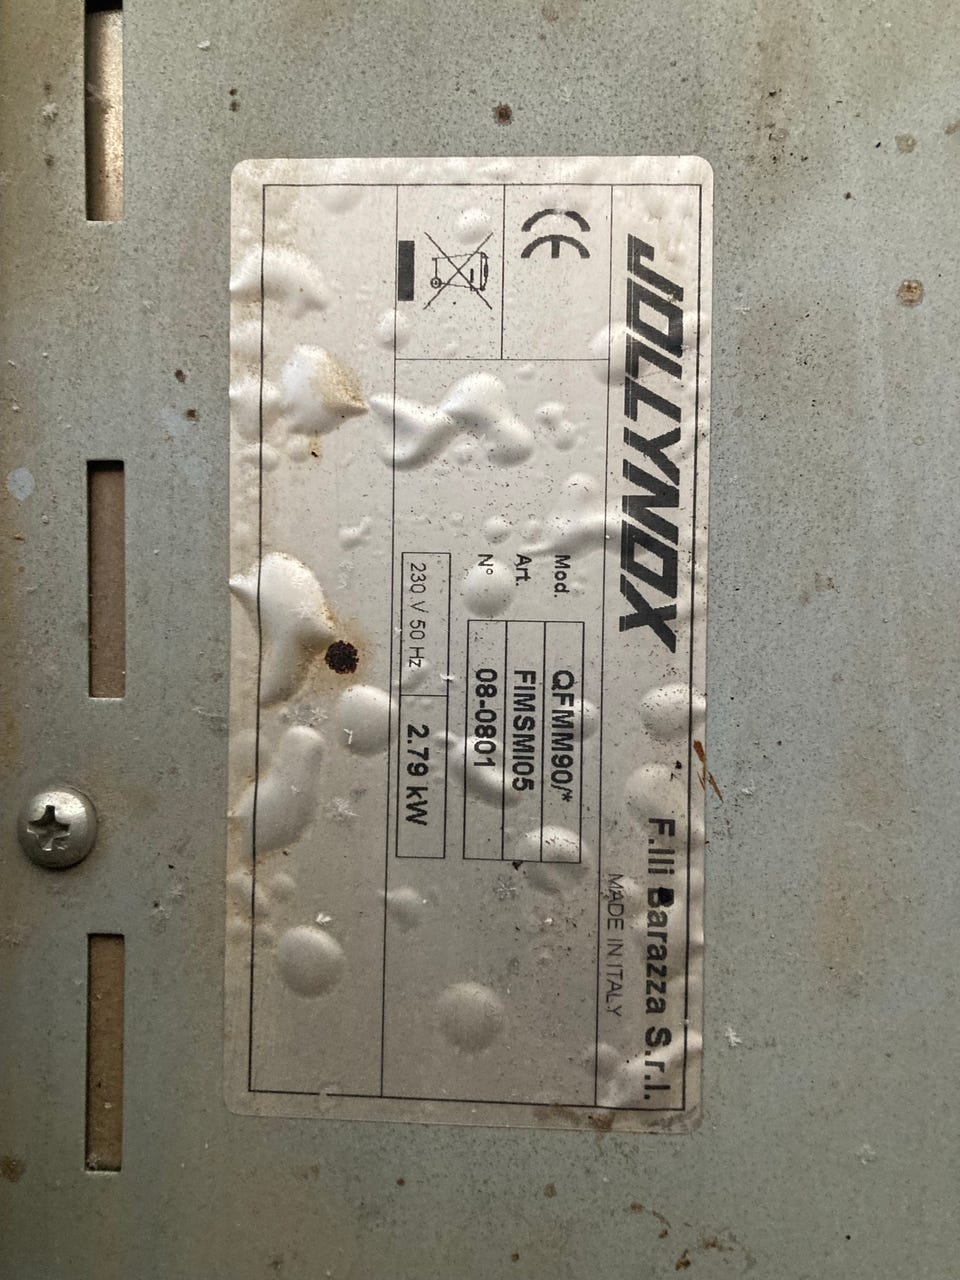 JOLLYNOX
F.lli Barazza S.r.l.
MADE IN ITALY
CE
Mod. QFMM90/*
Art. FIMSMI05
N° 08-0801
230 V 50 Hz 2.79 kW